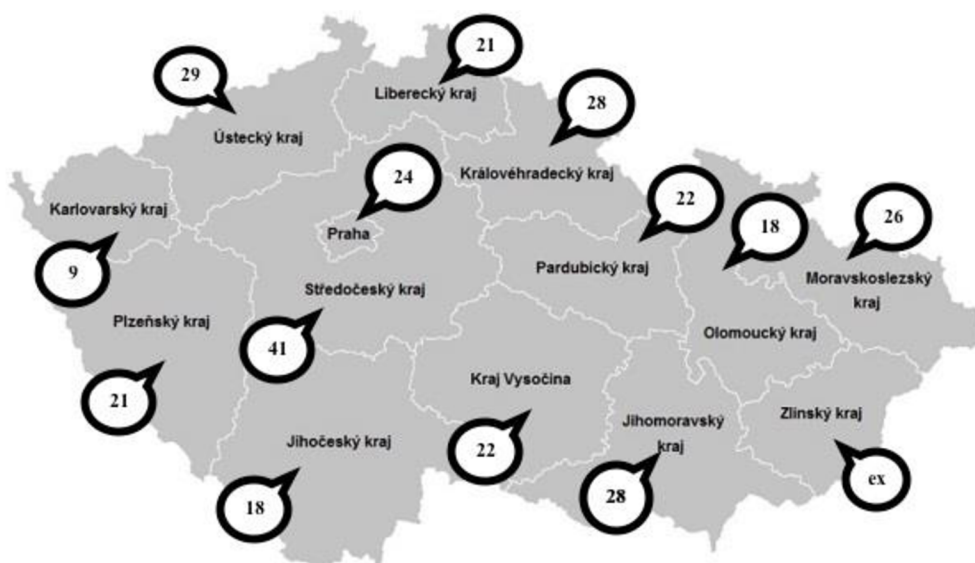 21
29
Liberecký kraj
28
Ústecký kraj
24
Královéhradecký kraj
22
Karlovarský kraj
18
26
Praha
9
Pardubický kraj
Moravskoslezský
kraj
Středočeský kraj
Plzeňský kraj
Olomoucký kraj
41
Kraj Vysočina
21
Zlínský kraj
Jihomoravský
kraj
Jihočeský kraj
22
ex
28
18